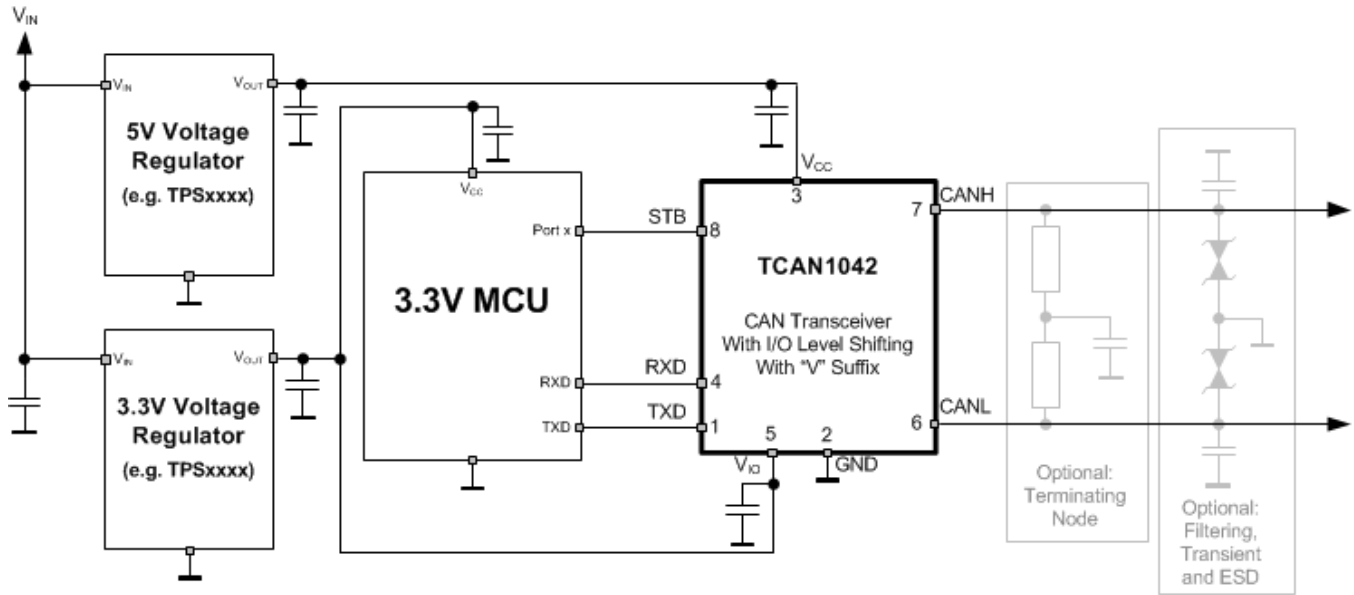 VIN
VIN
VOUT
5V Voltage
Regulator
(e.g. TPSxxxx)
VIN
VOUT
3.3V Voltage
Regulator
(e.g. TPSxxxx)
VCC
Port x
3.3V MCU
RXD
TXD
STB
RXD
TXD
VCC
3
8
7
CANH
TCAN1042
CAN Transceiver
With I/O Level Shifting
With “V” Suffix
4
1
5
2
6
CANL
VIO
GND
Optional:
Terminating
Node
Optional:
Filtering,
Transient
and ESD